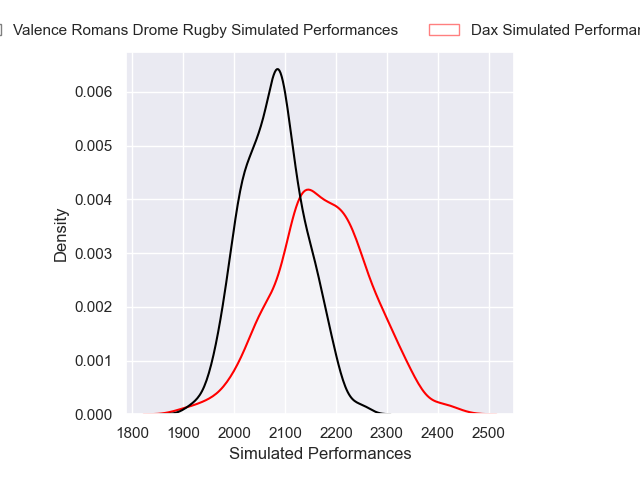 Valence Romans Drome Rugby Simulated Performances Dax Simulated
0.006
0.005
0.004
0.003
0.002
0.001
0.000
Density
1800 1900 2000 2100 2200 2300 2400 2500
Simulated Performances